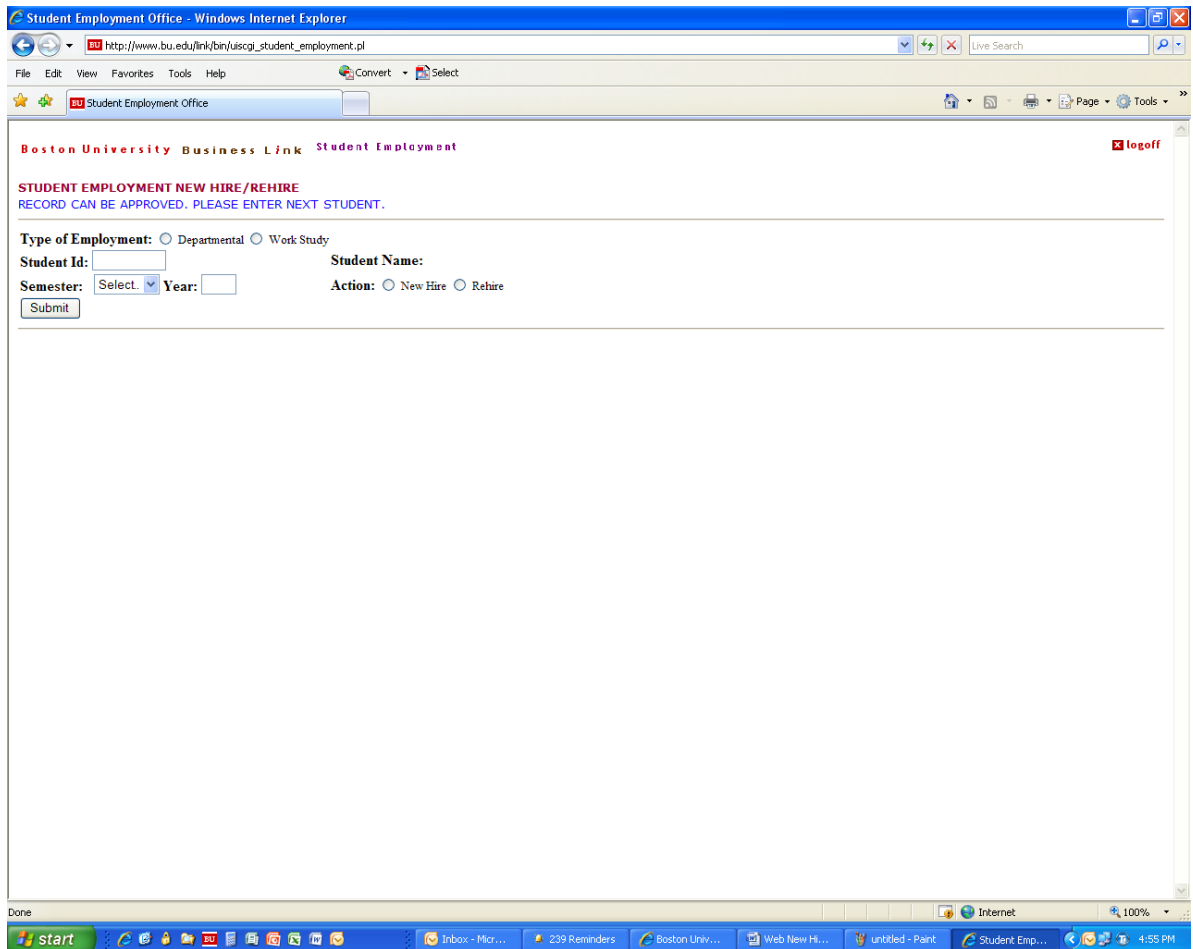 Student Employment Office - Windows Internet Explorer
BU http://www.bu.edu/link/bin/uiscgi_student_employment.pl Live Search
File Edit View Favorites Tools Help Convert Select
BU Student Employment Office Page Tools »
Boston University Business Link Student Employment logoff
STUDENT EMPLOYMENT NEW HIRE/REHIRE
RECORD CAN BE APPROVED. PLEASE ENTER NEXT STUDENT.
Type of Employment: Departmental Work Study
Student Id: Student Name:
Semester: Select.. Year: Action: New Hire Rehire
Submit
Done Internet 100%
start BU Inbox - Micr... 239 Reminders Boston Univ... Web New Hi... untitled - Paint Student Emp... 4:55 PM